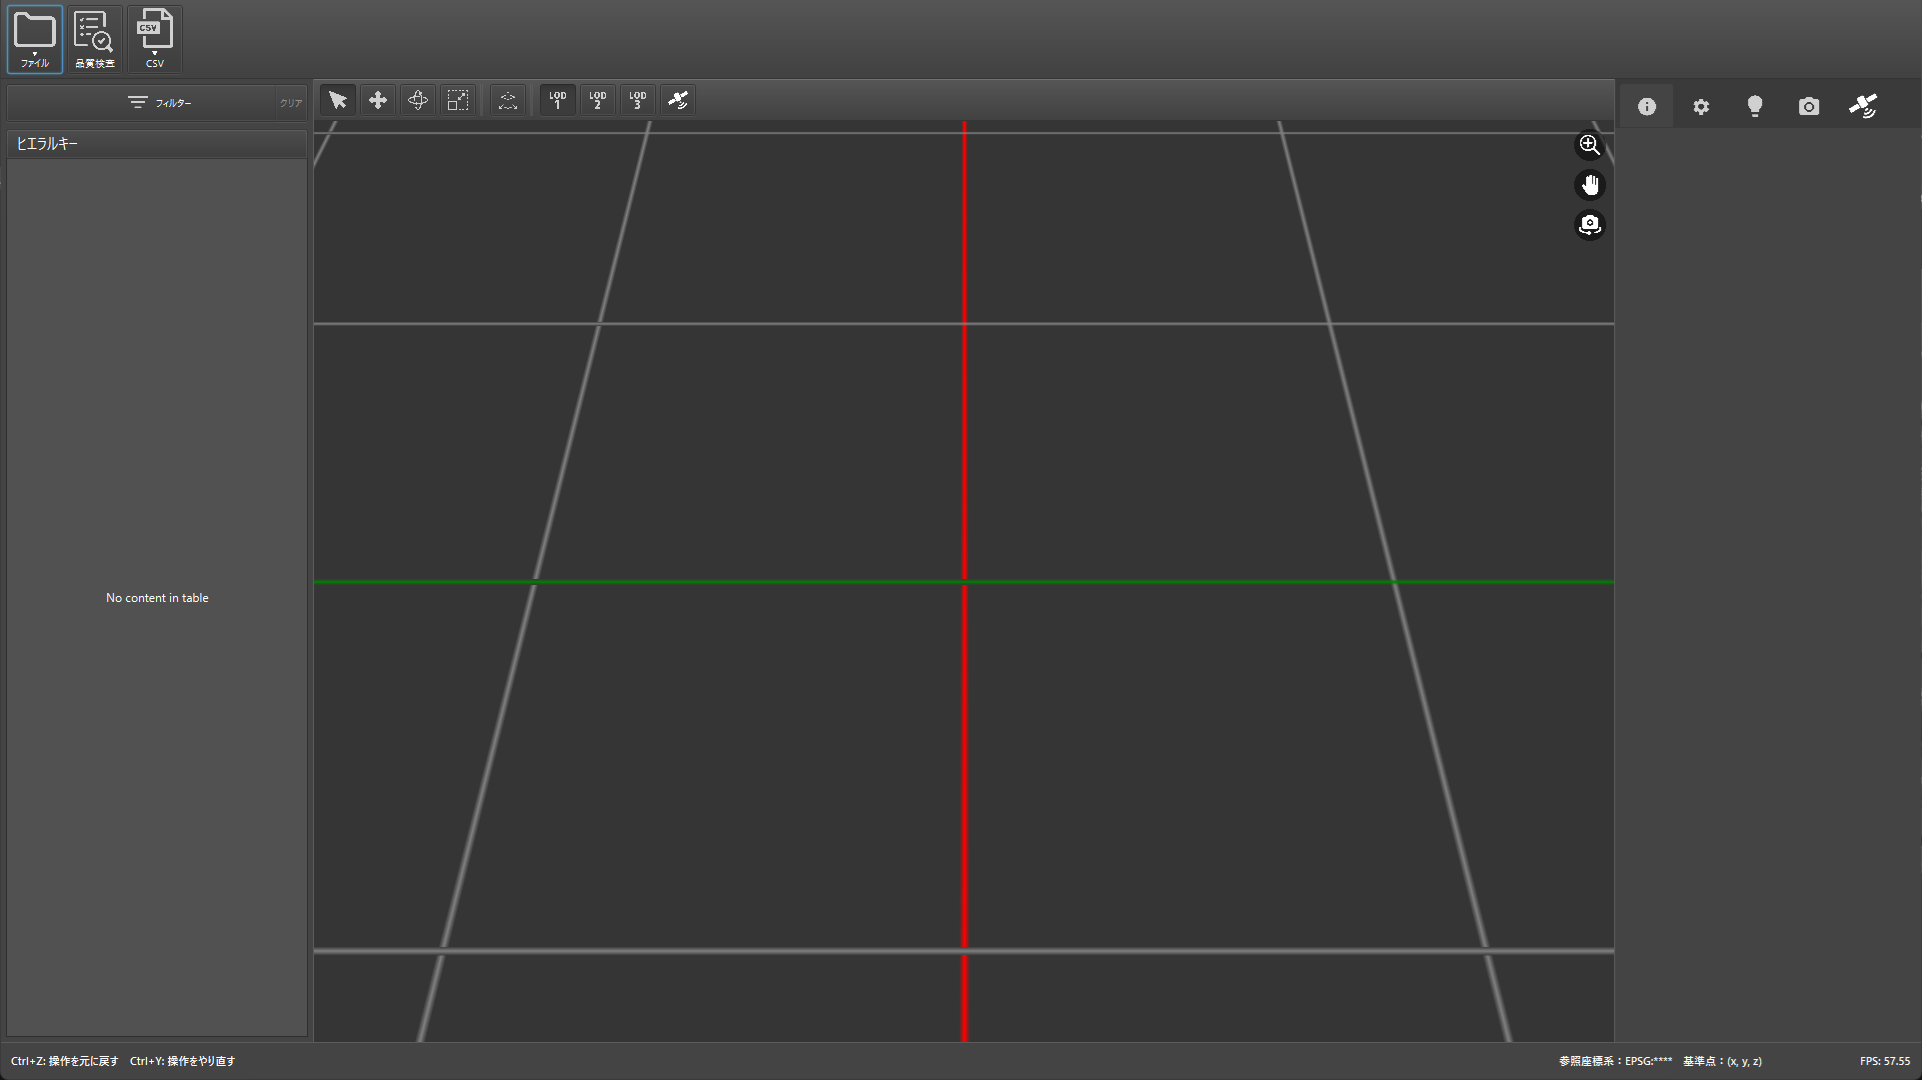 ファイル
品質検査
CSV
CSV
フィルター
クリア
LOD 1
LOD 2
LOD 3
ヒエラルキー
No content in table
Ctrl+Z: 操作を元に戻す Ctrl+Y: 操作をやり直す
参照座標系：EPSG:**** 基準点：(x, y, z)
FPS: 57.55